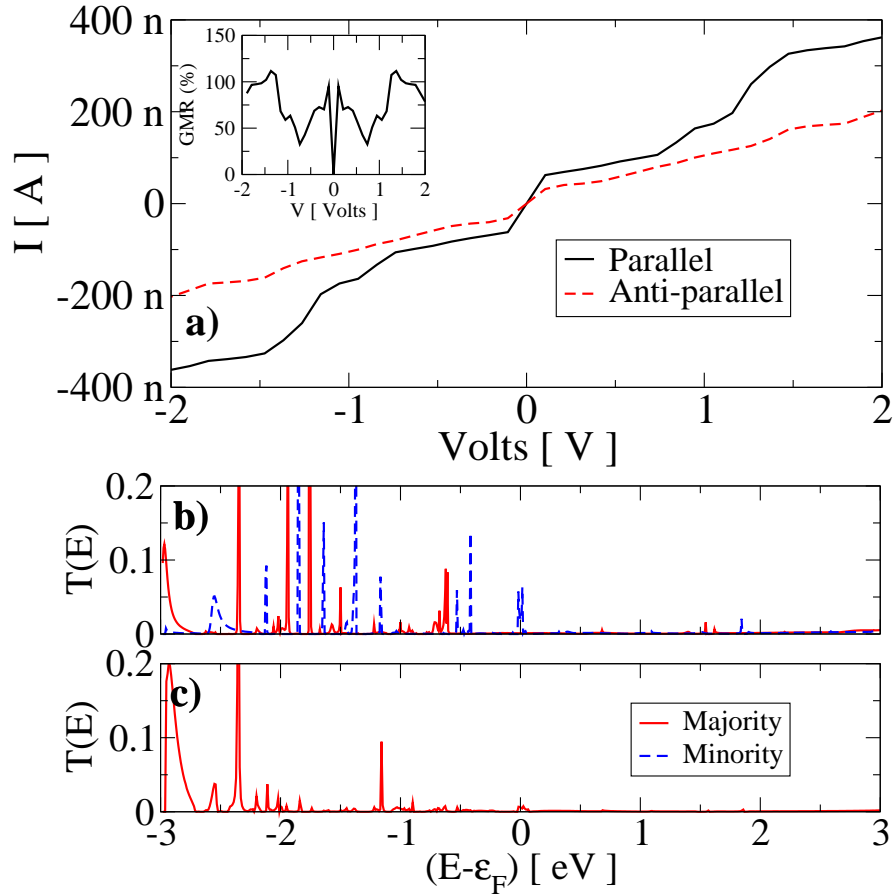 400 n
200 n
0
-200 n
-400 n
I [ A ]
-2 -1 0 1 2
Volts [ V ]
a)
Parallel
Anti-parallel
150
100
50
0
GMR (%)
-2 -1 0 1 2
V [ Volts ]
b)
0.2
0.1
0
T(E)
c)
0.2
0.1
0
T(E)
Majority
Minority
-3 -2 -1 0 1 2 3
(E-εF) [ eV ]